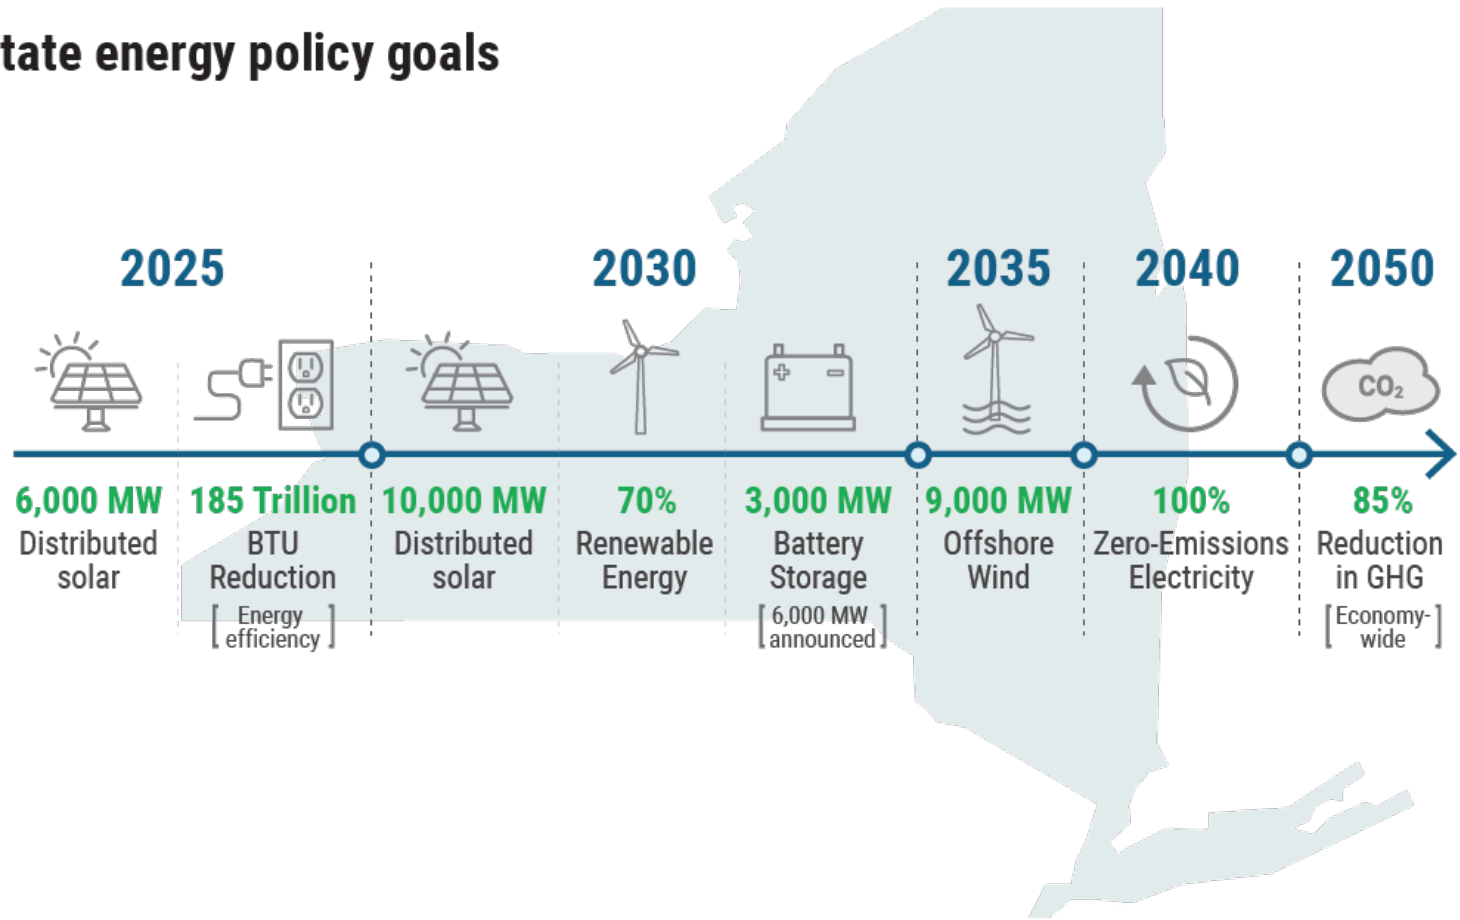 tate energy policy goals
2025
2030
2035
2040
2050
CO₂
6,000 MW
Distributed
solar
185 Trillion
BTU
Reduction
[Energy
efficiency]
10,000 MW
Distributed
solar
70%
Renewable
Energy
3,000 MW
Battery
Storage
[6,000 MW
announced]
9,000 MW
Offshore
Wind
100%
Zero-Emissions
Electricity
85%
Reduction
in GHG
[Economy-
wide]